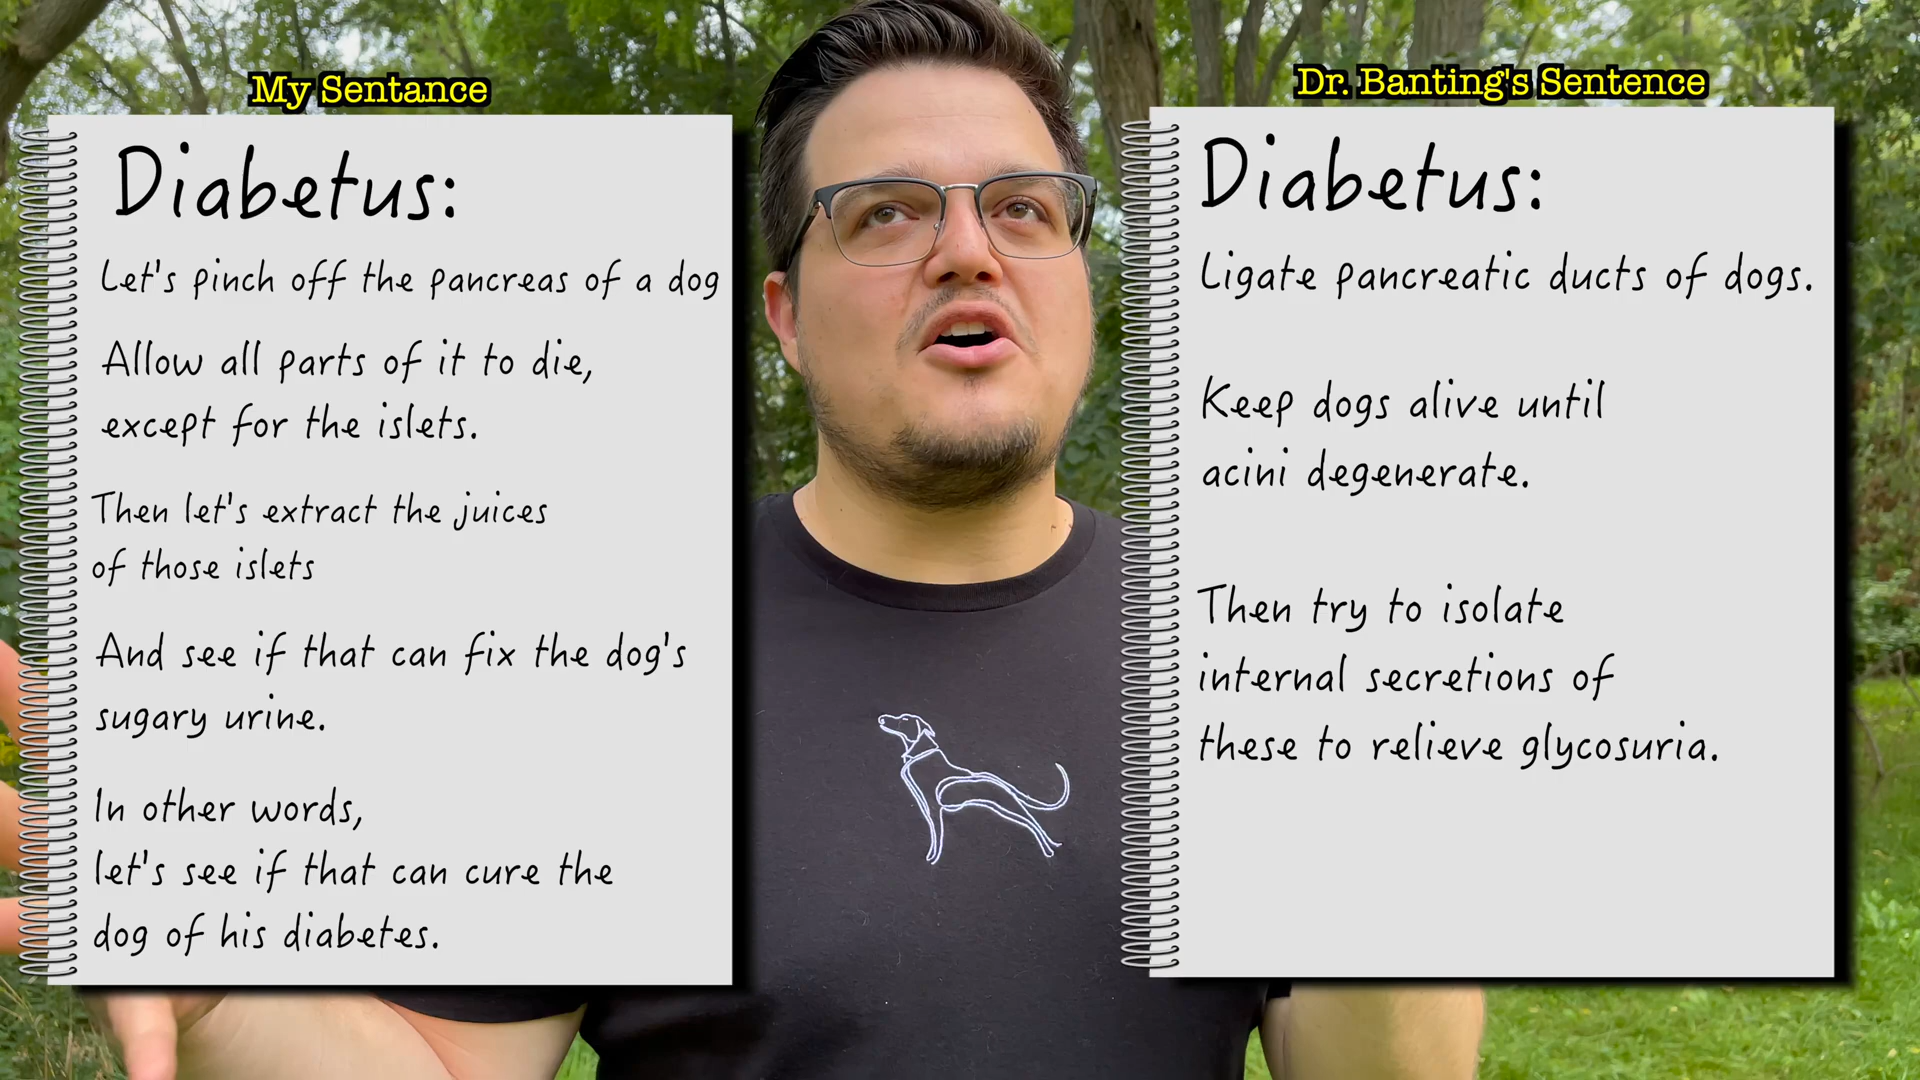 My Sentance
Diabetus:
Let's pinch off the pancreas of a dog
Allow all parts of it to die,
except for the islets.
Then let's extract the juices
of those islets
And see if that can fix the dog's
sugary urine.
In other words,
let's see if that can cure the
dog of his diabetes.
Dr. Banting's Sentence
Diabetus:
Ligate pancreatic ducts of dogs.
Keep dogs alive until
acini degenerate.
Then try to isolate
internal secretions of
these to relieve glycosuria.